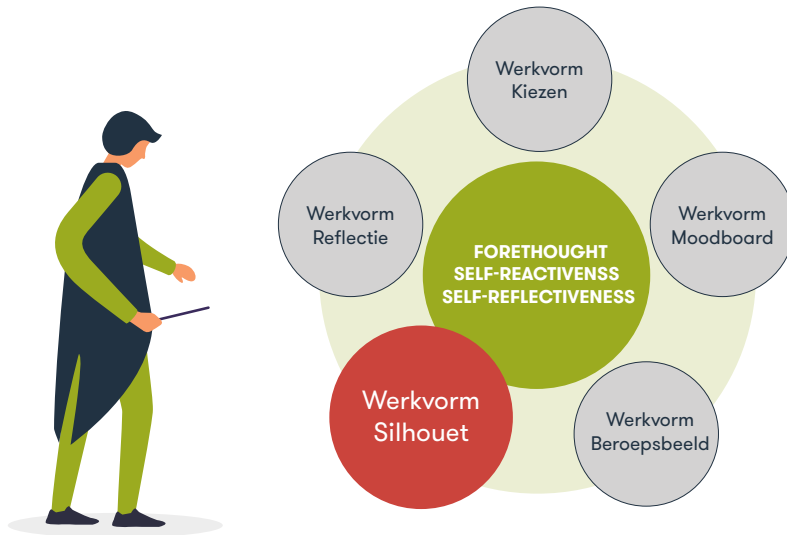 Werkvorm
Kiezen
Werkvorm
Reflectie
Werkvorm
Moodboard
FORETHOUGHT
SELF-REACTIVENSS
SELF-REFLECTIVENESS
Werkvorm
Silhouet
Werkvorm
Beroepsbeeld